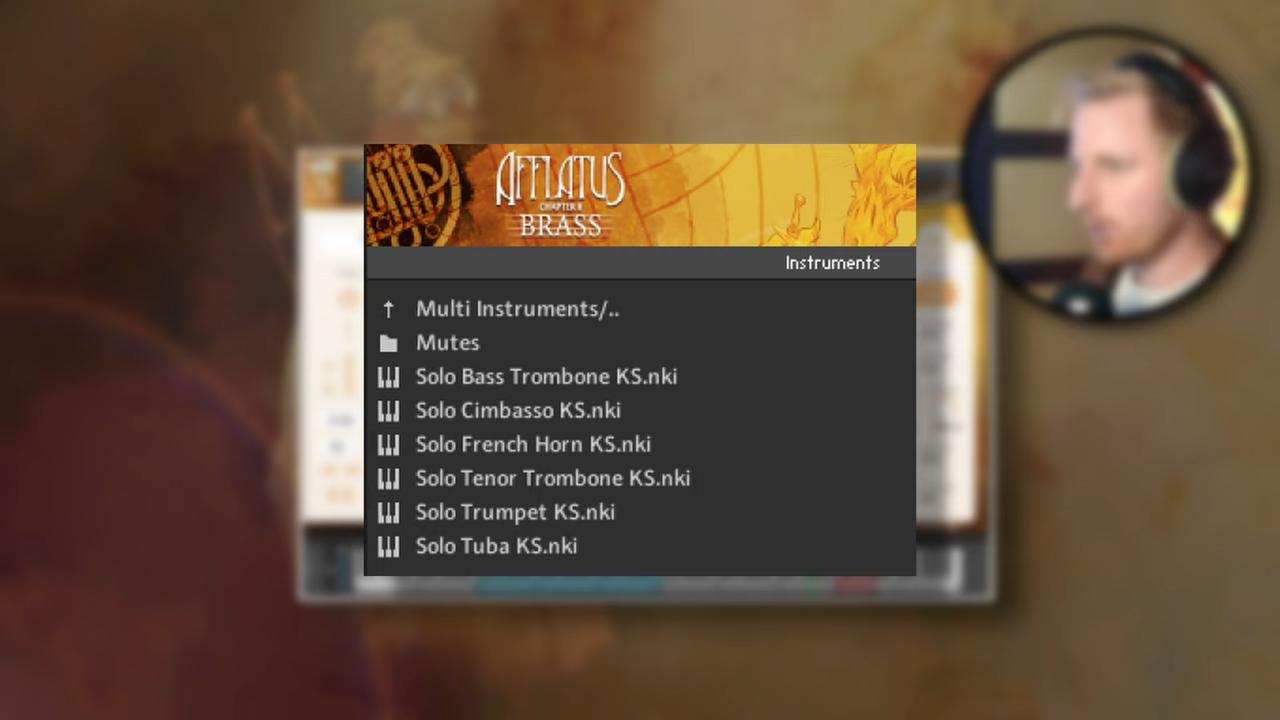 AFFLATUS
CHAPTER II
BRASS
Instruments
Multi Instruments/..
Mutes
Solo Bass Trombone KS.nki
Solo Cimbasso KS.nki
Solo French Horn KS.nki
Solo Tenor Trombone KS.nki
Solo Trumpet KS.nki
Solo Tuba KS.nki